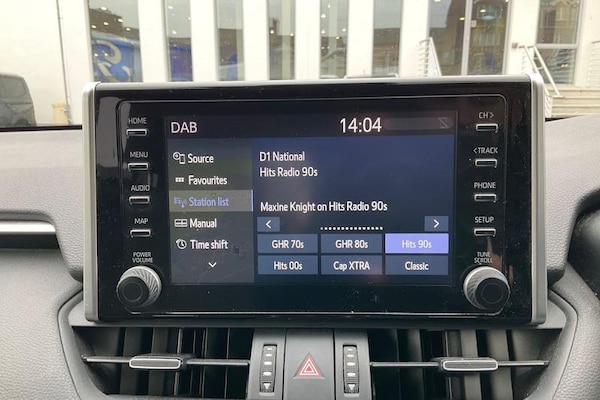 HOME
MENU
AUDIO
MAP
POWER
VOLUME
DAB
14:04
Source
Favourites
Station list
Manual
Time shift
D1 National
Hits Radio 90s
Maxine Knight on Hits Radio 90s
<
>
GHR 70s
GHR 80s
Hits 90s
Hits 00s
Cap XTRA
Classic
CH>
<TRACK
PHONE
SETUP
TUNE
SCROLL